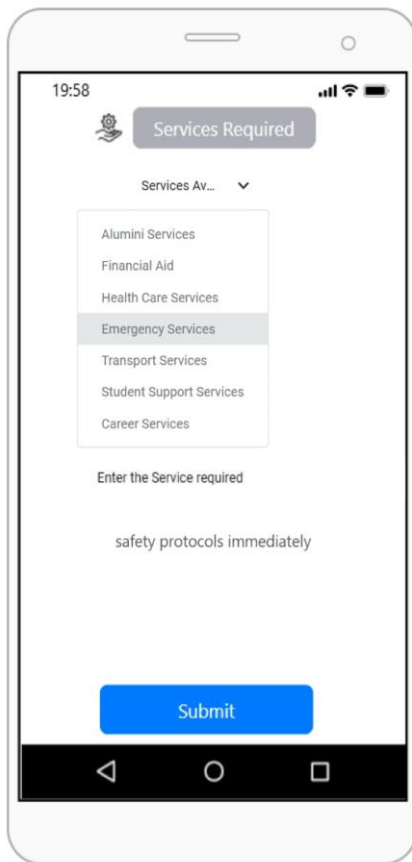 19:58
Services Required
Services Av...
Alumini Services
Financial Aid
Health Care Services
Emergency Services
Transport Services
Student Support Services
Career Services
Enter the Service required
safety protocols immediately
Submit